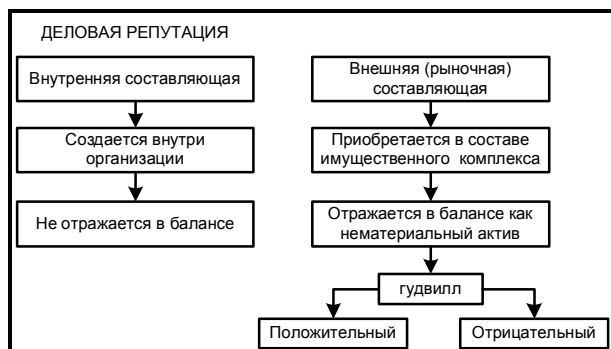 ДЕЛОВАЯ РЕПУТАЦИЯ
Внутренняя составляющая
Создается внутри
организации
Не отражается в балансе
Внешняя (рыночная)
составляющая
Приобретается в составе
имущественного комплекса
Отражается в балансе как
нематериальный актив
гудвилл
Положительный
Отрицательный